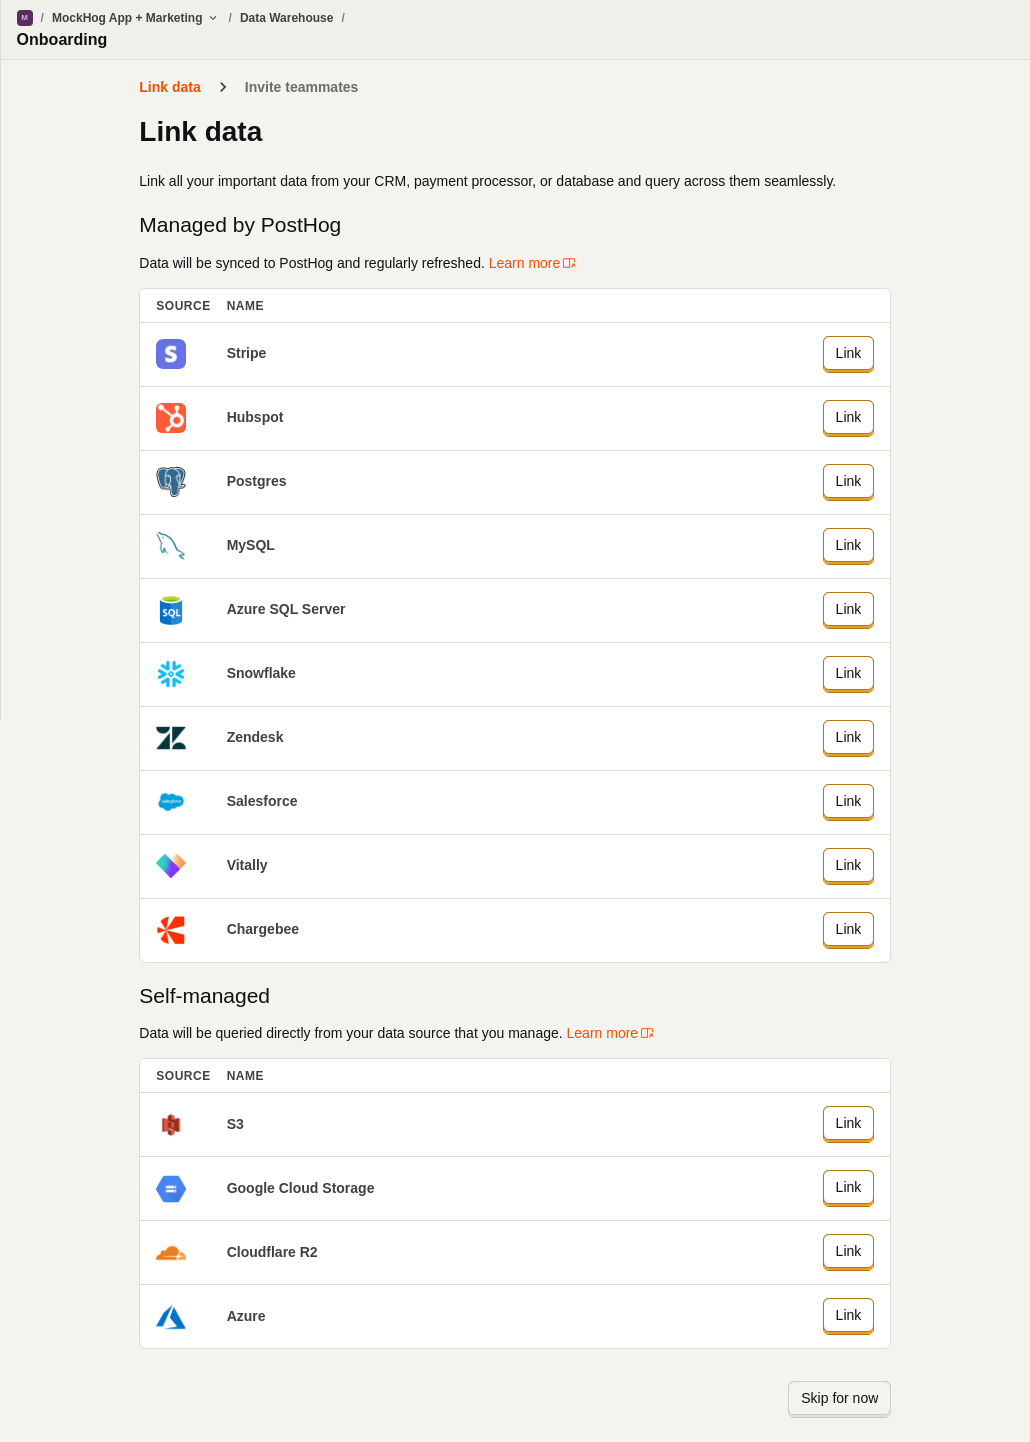 M / MockHog App + Marketing / Data Warehouse /
Onboarding
Link data Invite teammates
Link data
Link all your important data from your CRM, payment processor, or database and query across them seamlessly.
Managed by PostHog
Data will be synced to PostHog and regularly refreshed. Learn more
SOURCE NAME
S Stripe Link
Hubspot Link
Postgres Link
MySQL Link
SQL Azure SQL Server Link
Snowflake Link
Zendesk Link
salesforce Salesforce Link
Vitally Link
Chargebee Link
Self-managed
Data will be queried directly from your data source that you manage. Learn more
SOURCE NAME
S3 Link
Google Cloud Storage Link
Cloudflare R2 Link
Azure Link
Skip for now